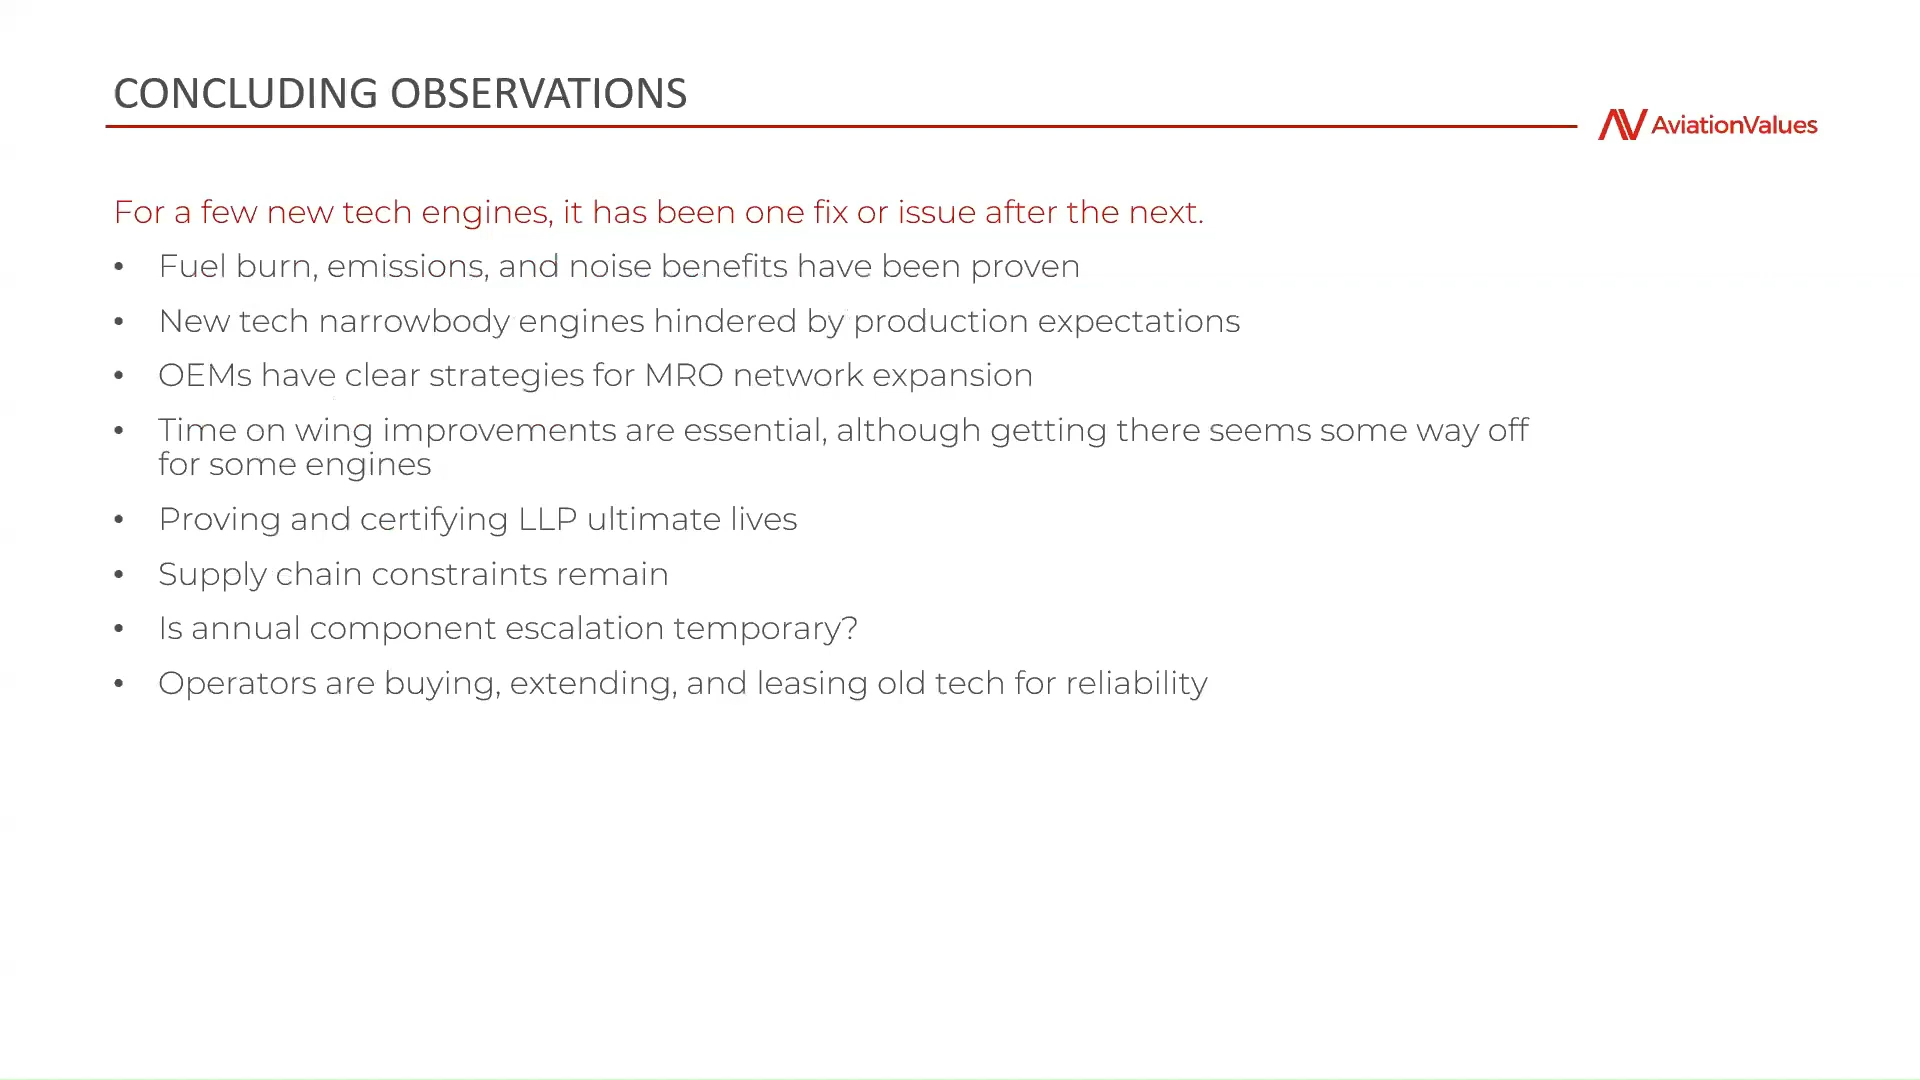 CONCLUDING OBSERVATIONS
AviationValues
For a few new tech engines, it has been one fix or issue after the next.
• Fuel burn, emissions, and noise benefits have been proven
• New tech narrowbody engines hindered by production expectations
• OEMs have clear strategies for MRO network expansion
• Time on wing improvements are essential, although getting there seems some way off
for some engines
• Proving and certifying LLP ultimate lives
• Supply chain constraints remain
• Is annual component escalation temporary?
• Operators are buying, extending, and leasing old tech for reliability